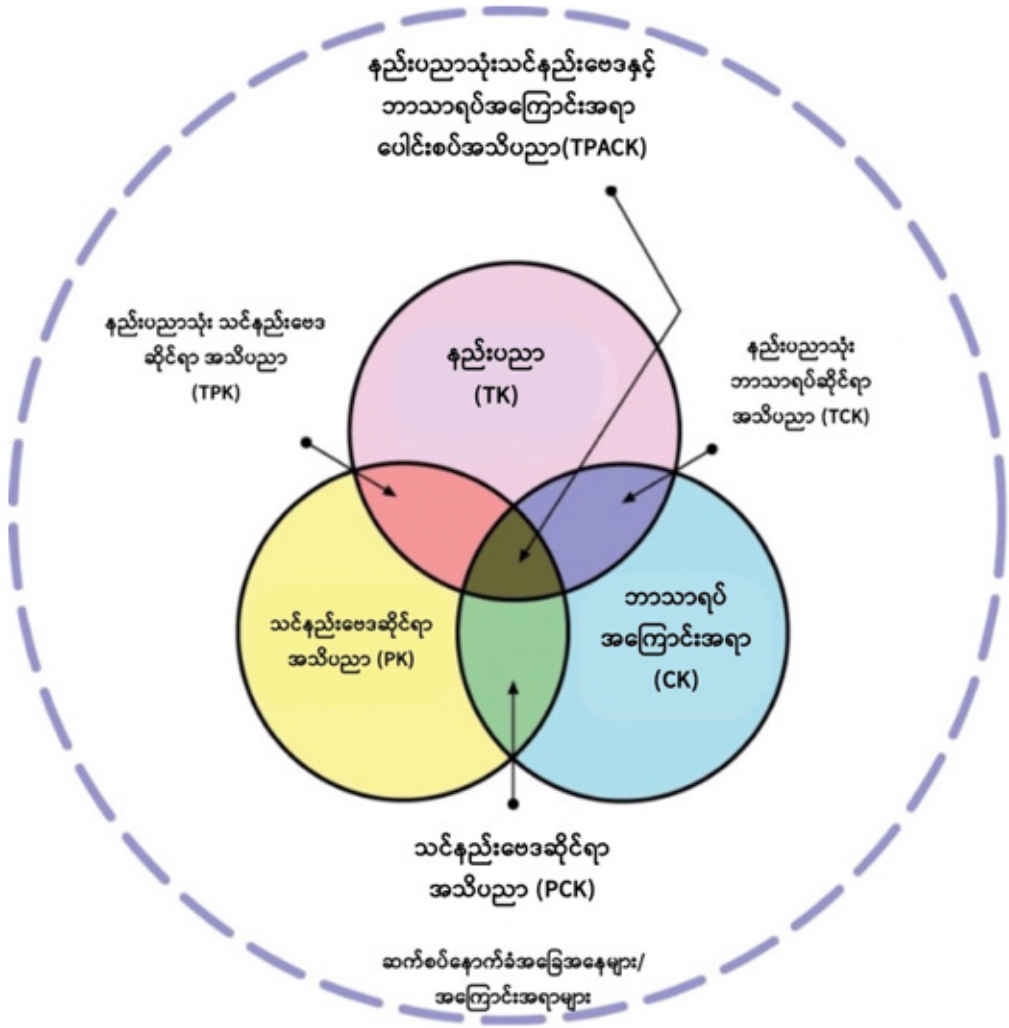 နည်းပညာသုံးသင်နည်းဗေဒနှင့်
ဘာသာရပ်အကြောင်းအရာ
ပေါင်းစပ်အသိပညာ(TPACK)
နည်းပညာသုံး သင်နည်းဗေဒ
ဆိုင်ရာ အသိပညာ
(TPK)
နည်းပညာ
(TK)
နည်းပညာသုံး
ဘာသာရပ်ဆိုင်ရာ
အသိပညာ (TCK)
သင်နည်းဗေဒဆိုင်ရာ
အသိပညာ (PK)
ဘာသာရပ်
အကြောင်းအရာ
(CK)
သင်နည်းဗေဒဆိုင်ရာ
အသိပညာ (PCK)
ဆက်စပ်နောက်ခံအခြေအနေများ/
အကြောင်းအရာများ